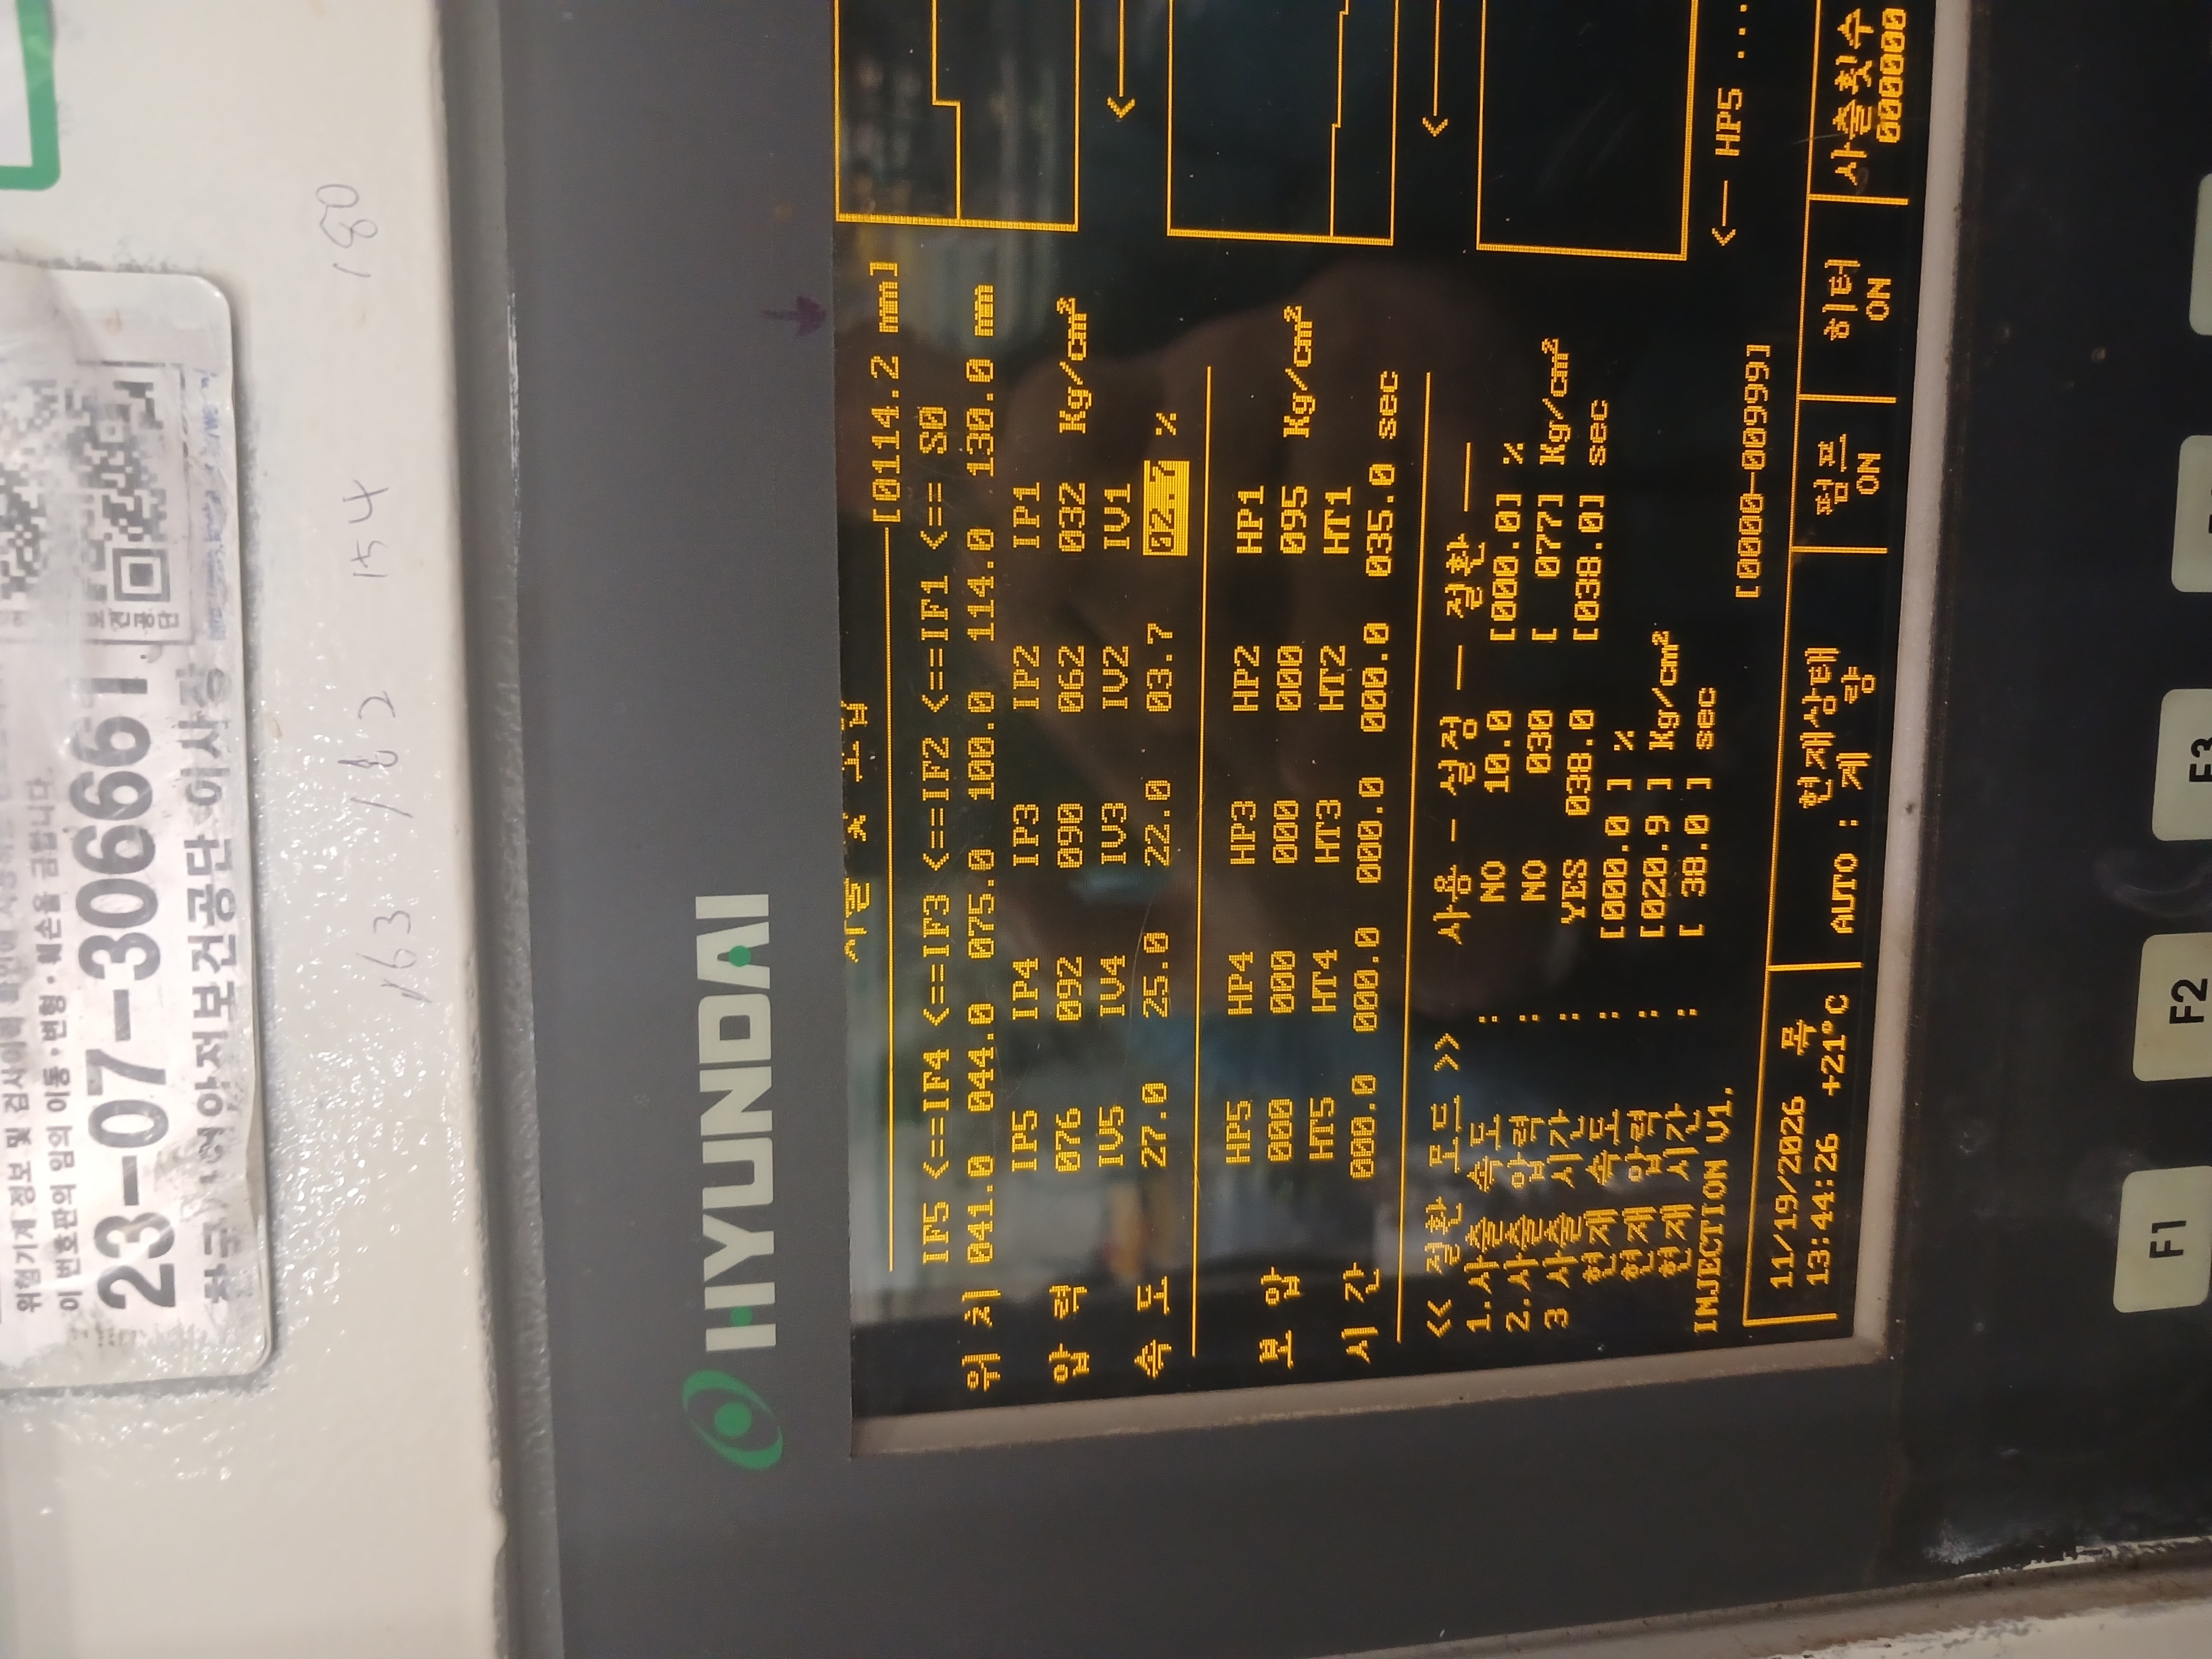 위험기계 정보 및 검사이력 확인에
이 번호판의 임의 이동·변형·훼손을 금합니다.
23-07-306661
한국산업안전보건공단 이사장
163 162 154 180
HYUNDAI
사출 및 보압
[0114.2 mm]
IF5 <==IF4 <==IF3 <==IF2 <==IF1 <== S0
위 치 041.0 044.0 075.0 100.0 114.0 130.0 mm
IP5 IP4 IP3 IP2 IP1
압 력 076 092 090 062 032 Kg/cm²
IV5 IV4 IV3 IV2 IV1
속 도 27.0 25.0 22.0 03.7 02.7 %
<—
HP5 HP4 HP3 HP2 HP1
보 압 000 000 000 000 095 Kg/cm²
HT5 HT4 HT3 HT2 HT1
시 간 000.0 000.0 000.0 000.0 035.0 sec
<—
<< 절환 모드 >> 사용 — 설정 — 절환 —
1.사출 속도 : NO 10.0 [000.0] %
2.사출 압력 : NO 030 [ 077] Kg/cm²
3 사출 시간 : YES 038.0 [038.0] sec
현재 속도 : [000.0 ] %
현재 압력 : [020.9 ] Kg/cm²
현재 시간 : [ 38.0 ] sec
INJECTION V1.
[0000—00999]
<— HP5 ...
11/19/2026 목
13:44:26 +21°C
현재상태
AUTO : 계 량
펌프
ON
히터
ON
사출횟수
000000
F1
F2
F3